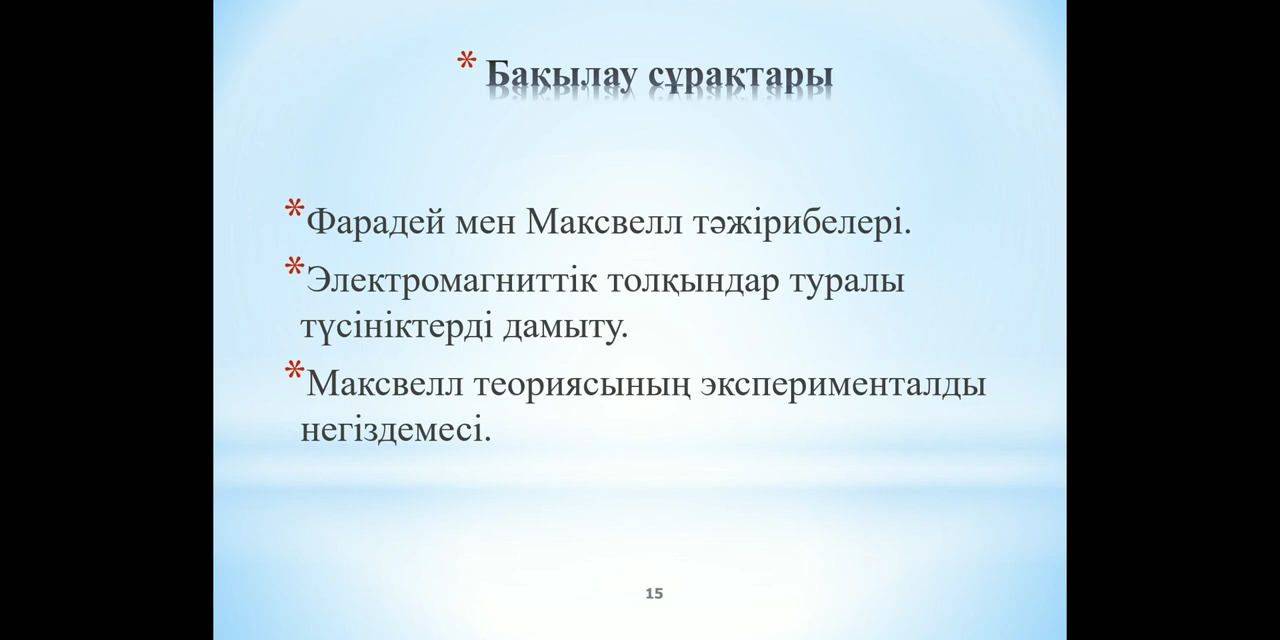 * Бақылау сұрақтары
*Фарадей мен Максвелл тәжірибелері.
*Электромагниттік толқындар туралы
түсініктерді дамыту.
*Максвелл теориясының эксперименталды
негіздемесі.
15